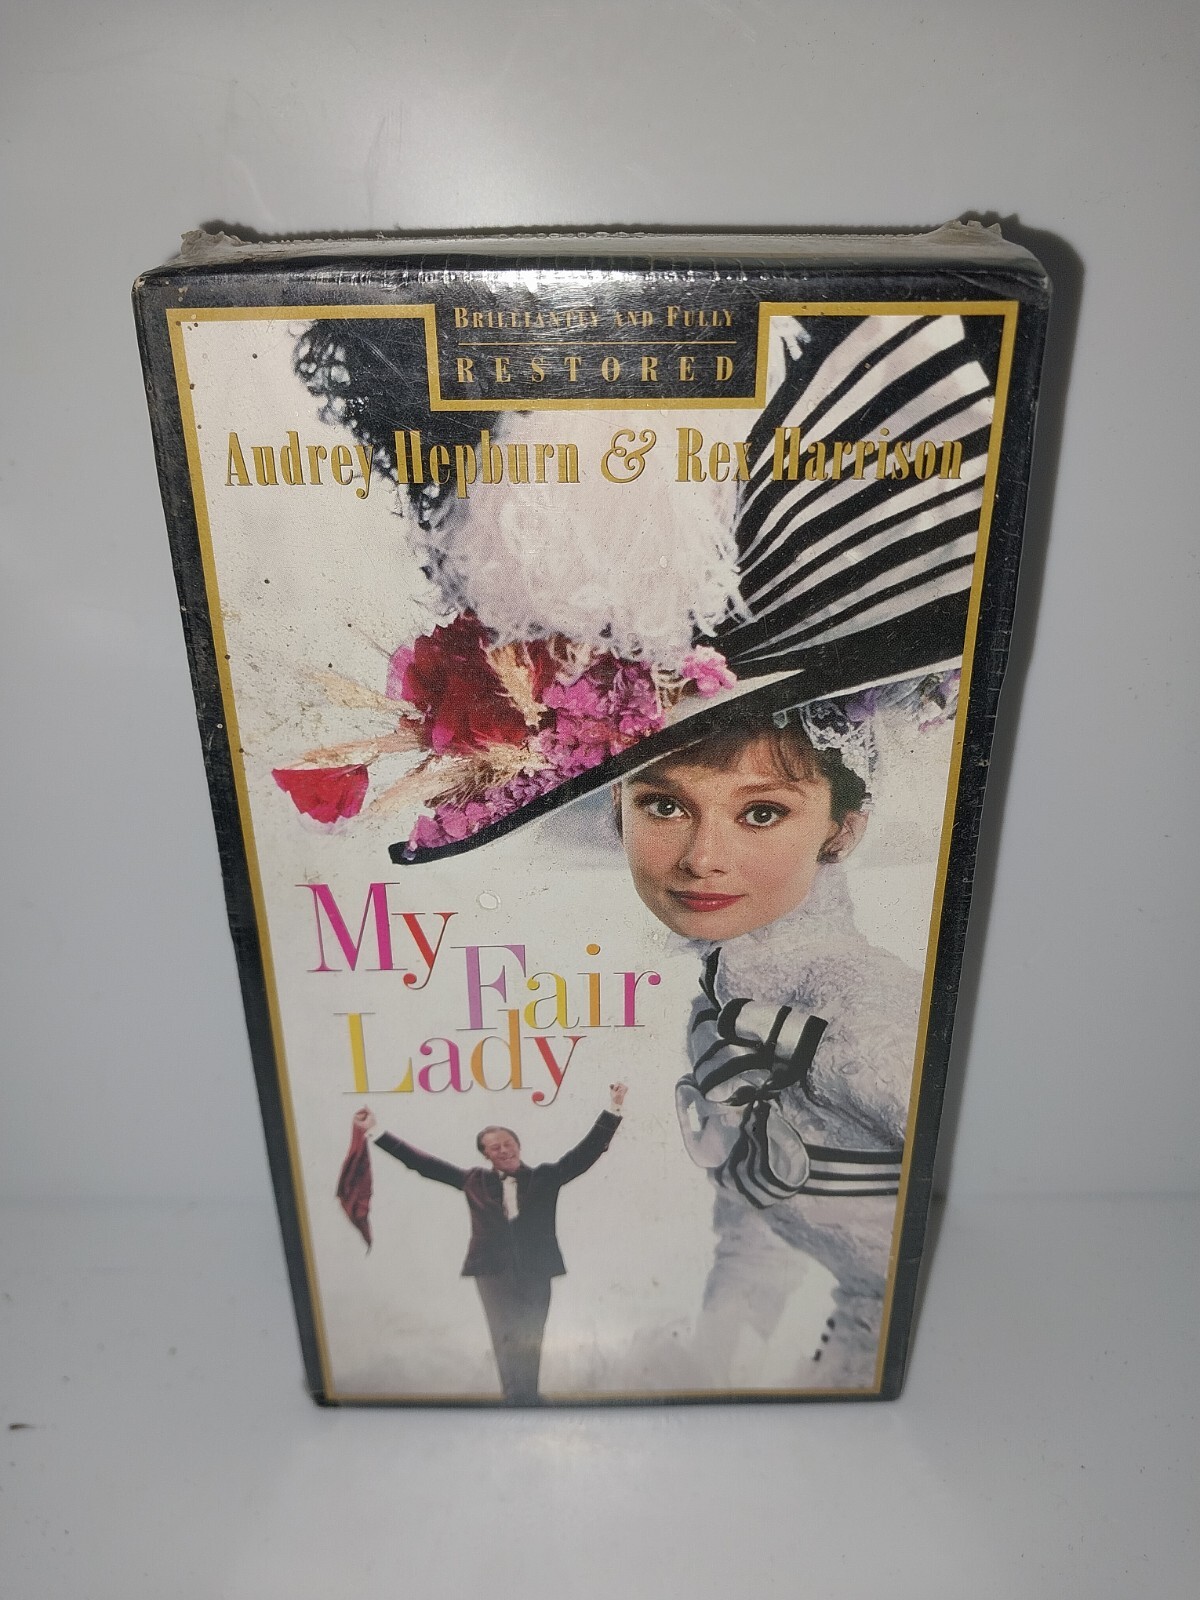 Brilliantly and Fully
RESTORED
Audrey Hepburn & Rex Harrison
My
Fair
Lady